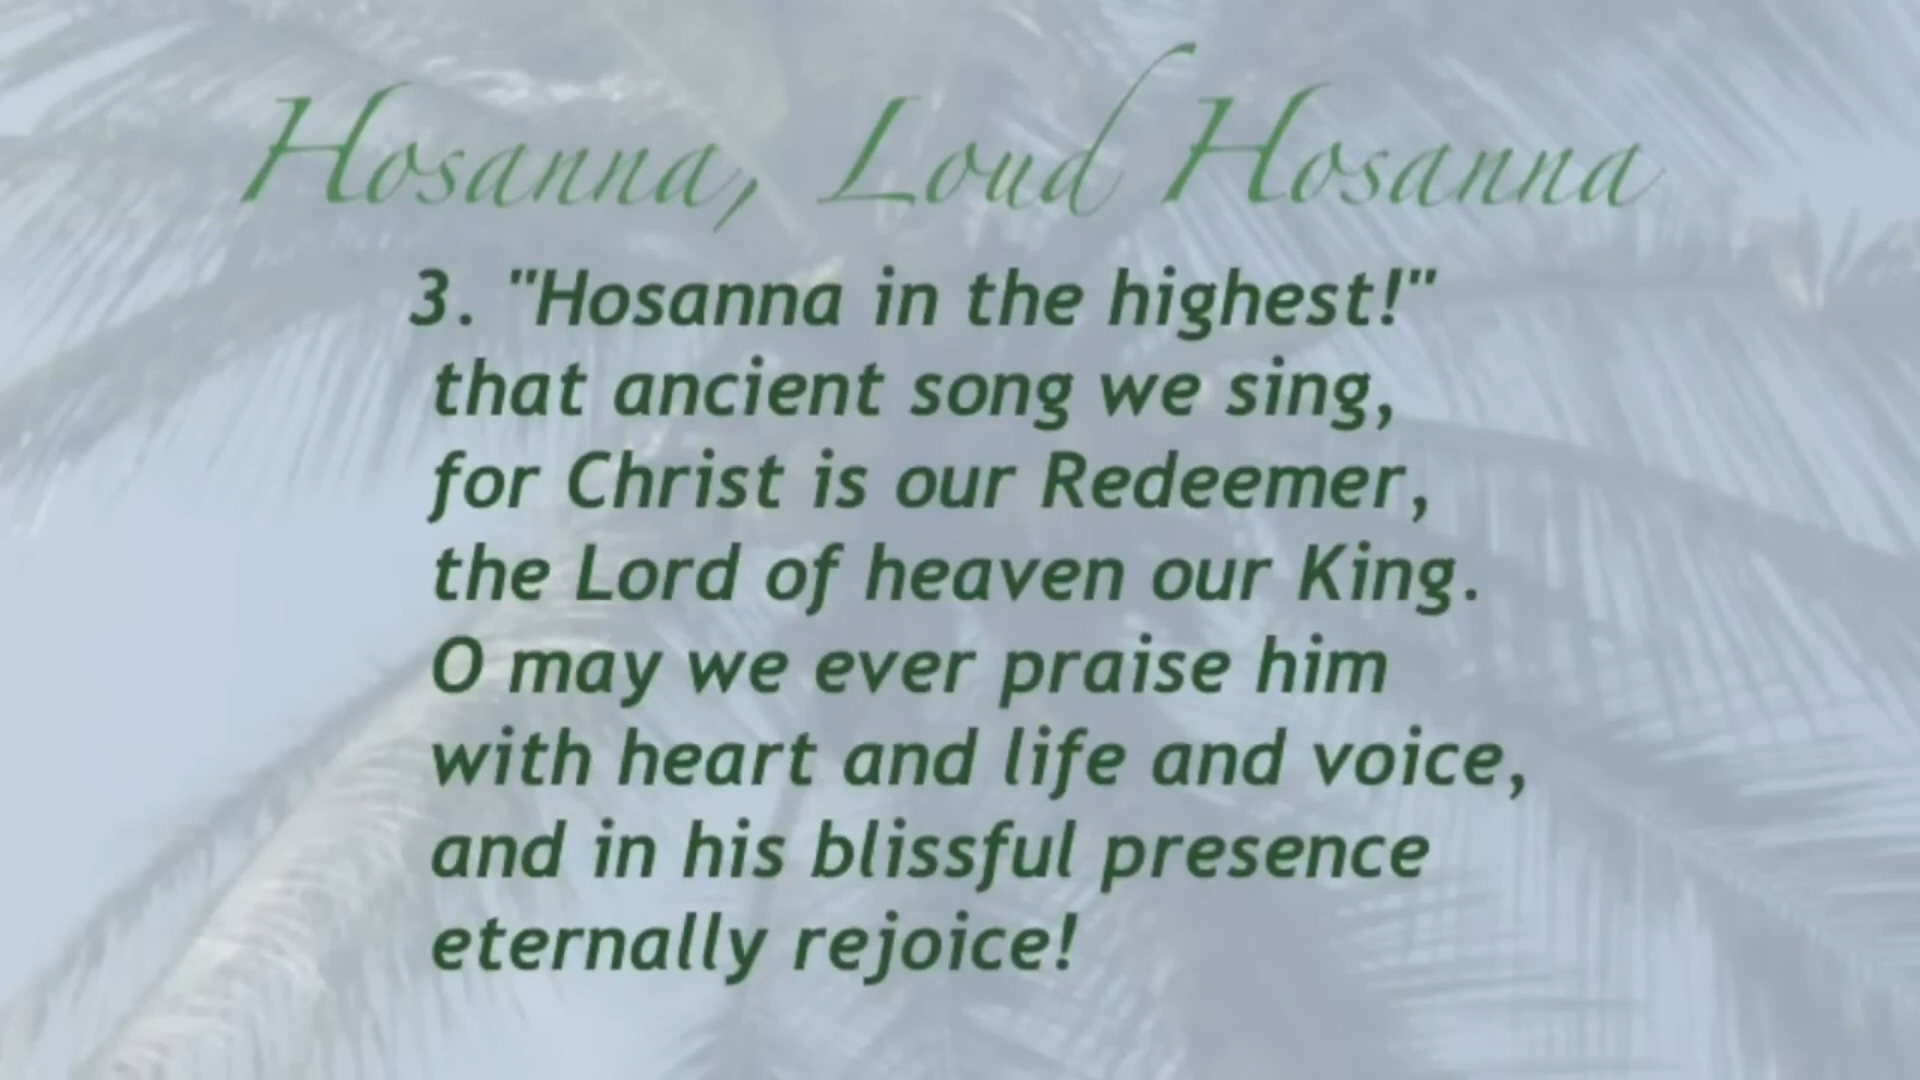 Hosanna, Loud Hosanna
3. "Hosanna in the highest!"
that ancient song we sing,
for Christ is our Redeemer,
the Lord of heaven our King.
O may we ever praise him
with heart and life and voice,
and in his blissful presence
eternally rejoice!